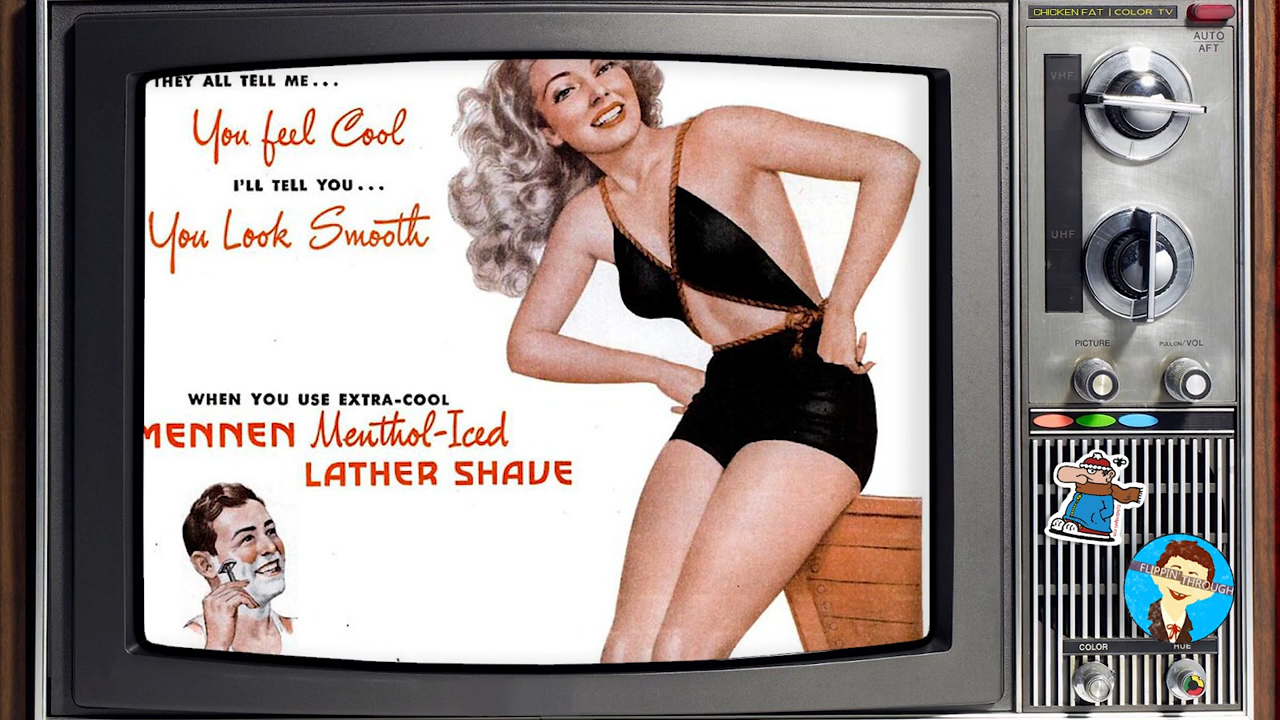 THEY ALL TELL ME...
You feel Cool
I'LL TELL YOU...
You Look Smooth
WHEN YOU USE EXTRA-COOL
MENNEN Menthol-Iced
LATHER SHAVE
CHICKEN FAT | COLOR TV
AUTO
AFT
VHF
UHF
PICTURE
PULL ON/VOL
FLIPPIN' THROUGH
COLOR
HUE